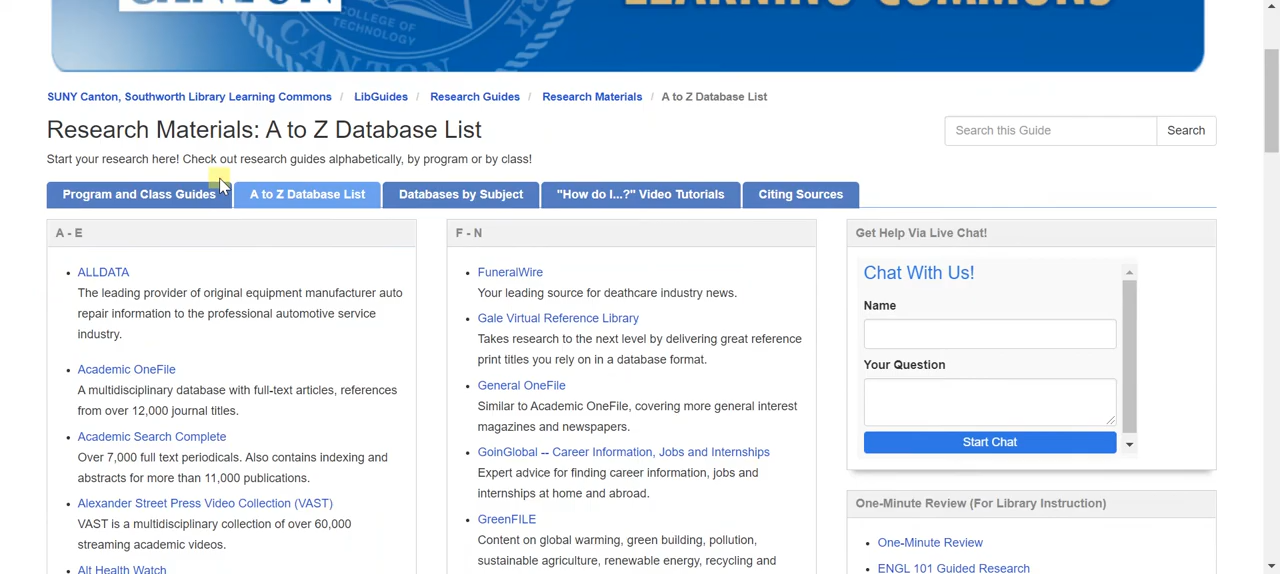 CANTON
LEARNING COMMONS
COLLEGE OF
TECHNOLOGY
CANTON
SUNY Canton, Southworth Library Learning Commons / LibGuides / Research Guides / Research Materials / A to Z Database List
Research Materials: A to Z Database List
Search this Guide
Search
Start your research here! Check out research guides alphabetically, by program or by class!
Program and Class Guides
A to Z Database List
Databases by Subject
"How do I...?" Video Tutorials
Citing Sources
A - E
• ALLDATA
The leading provider of original equipment manufacturer auto
repair information to the professional automotive service
industry.
• Academic OneFile
A multidisciplinary database with full-text articles, references
from over 12,000 journal titles.
• Academic Search Complete
Over 7,000 full text periodicals. Also contains indexing and
abstracts for more than 11,000 publications.
• Alexander Street Press Video Collection (VAST)
VAST is a multidisciplinary collection of over 60,000
streaming academic videos.
• Alt Health Watch
F - N
• FuneralWire
Your leading source for deathcare industry news.
• Gale Virtual Reference Library
Takes research to the next level by delivering great reference
print titles you rely on in a database format.
• General OneFile
Similar to Academic OneFile, covering more general interest
magazines and newspapers.
• GoinGlobal -- Career Information, Jobs and Internships
Expert advice for finding career information, jobs and
internships at home and abroad.
• GreenFILE
Content on global warming, green building, pollution,
sustainable agriculture, renewable energy, recycling and
Get Help Via Live Chat!
Chat With Us!
Name
Your Question
Start Chat
One-Minute Review (For Library Instruction)
• One-Minute Review
• ENGL 101 Guided Research